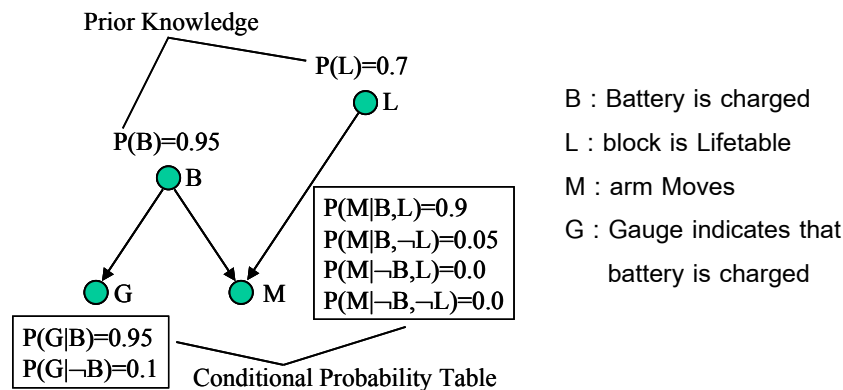 Prior Knowledge
P(L)=0.7
L
P(B)=0.95
B
P(M|B,L)=0.9
P(M|B,¬L)=0.05
P(M|¬B,L)=0.0
P(M|¬B,¬L)=0.0
G
M
P(G|B)=0.95
P(G|¬B)=0.1
Conditional Probability Table
B : Battery is charged
L : block is Lifetable
M : arm Moves
G : Gauge indicates that
battery is charged